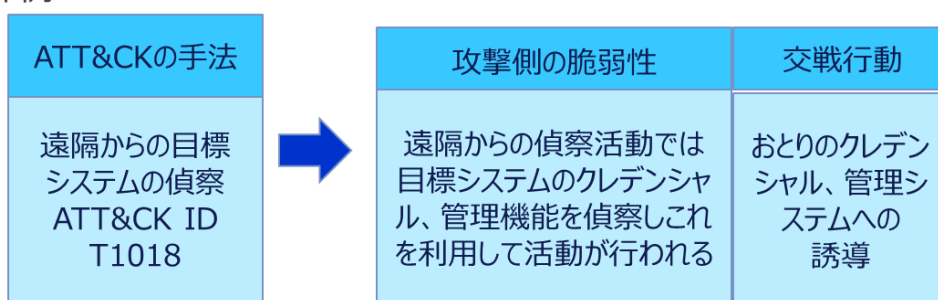 ATT&CKの手法
遠隔からの目標
システムの偵察
ATT&CK ID
T1018
攻撃側の脆弱性
交戦行動
遠隔からの偵察活動では
目標システムのクレデンシャ
ル、管理機能を偵察しこれ
を利用して活動が行われる
おとりのクレデン
シャル、管理シ
ステムへの
誘導